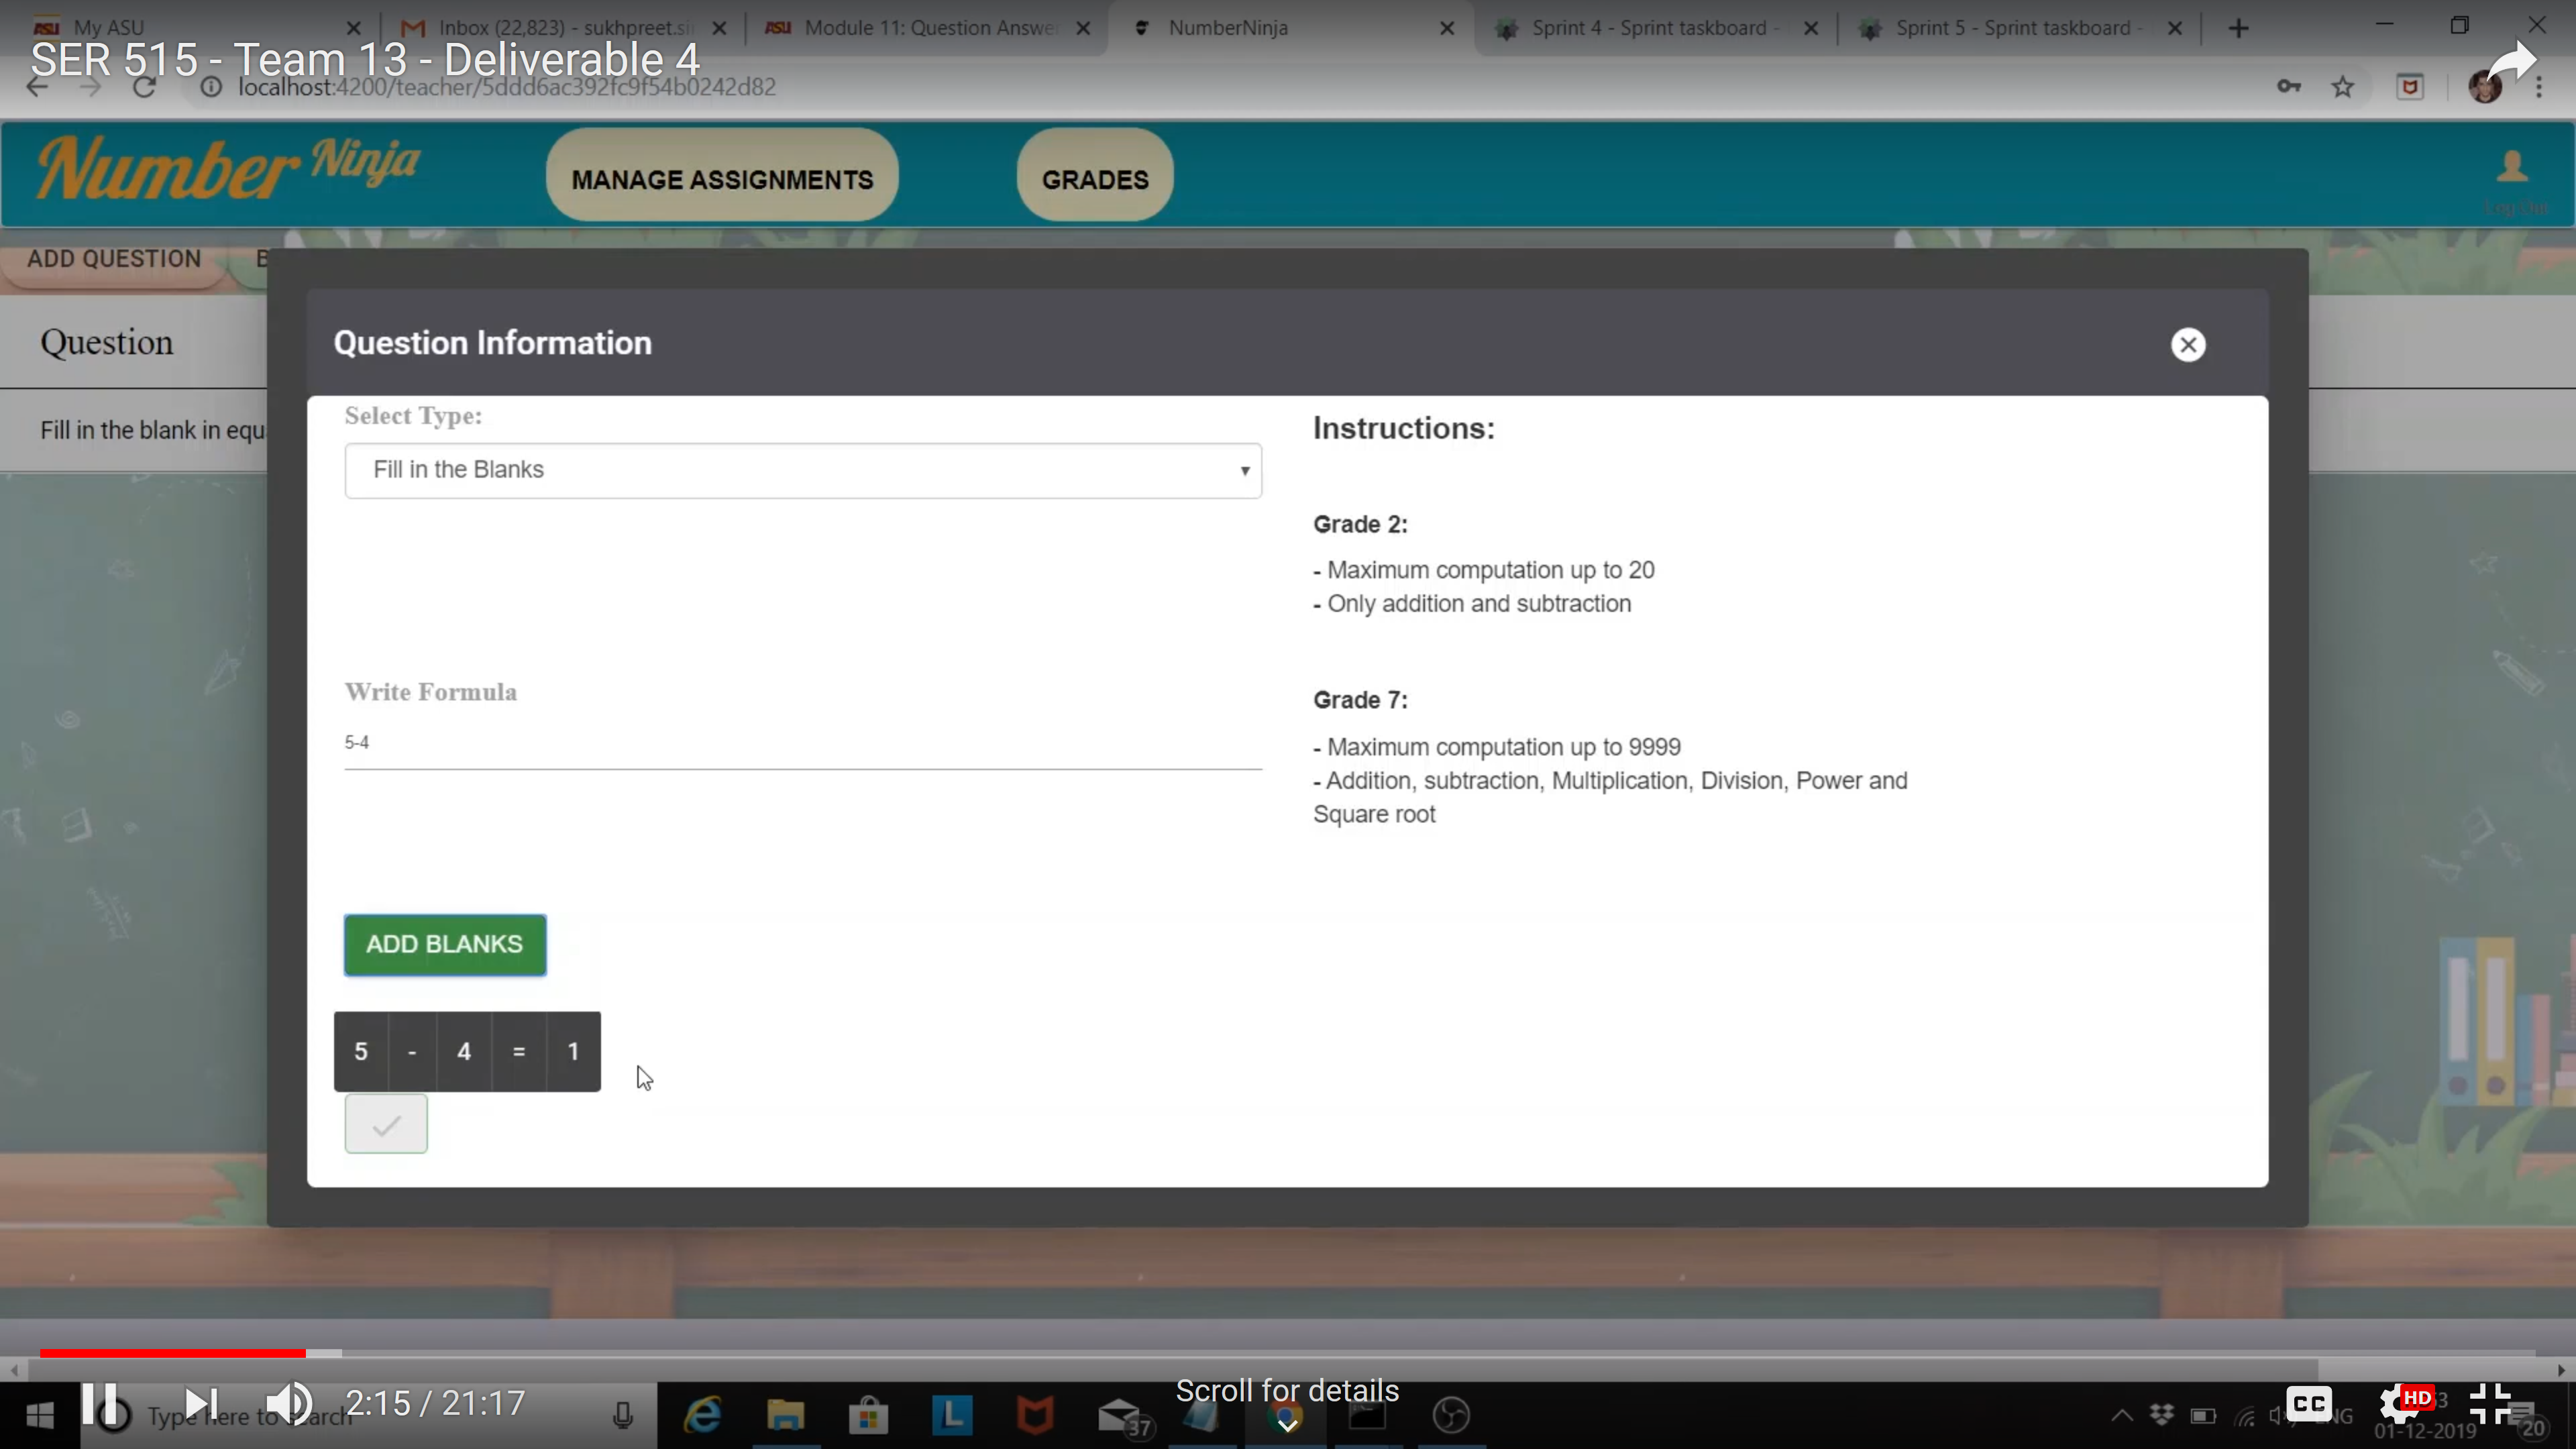 My ASU
Inbox (22,823) - sukhpreet.si
Module 11: Question Answe
NumberNinja
Sprint 4 - Sprint taskboard -
Sprint 5 - Sprint taskboard -
SER 515 - Team 13 - Deliverable 4
localhost:4200/teacher/5ddd6ac392fc9f54b0242d82
Number Ninja
MANAGE ASSIGNMENTS
GRADES
Log Out
ADD QUESTION
Question
Question Information
Fill in the blank in equ
Select Type:
Fill in the Blanks
Write Formula
5-4
ADD BLANKS
5 - 4 = 1
Instructions:
Grade 2:
- Maximum computation up to 20
- Only addition and subtraction
Grade 7:
- Maximum computation up to 9999
- Addition, subtraction, Multiplication, Division, Power and
Square root
2:15 / 21:17
Scroll for details
Type here to search
37
CC
HD
01-12-2019
20